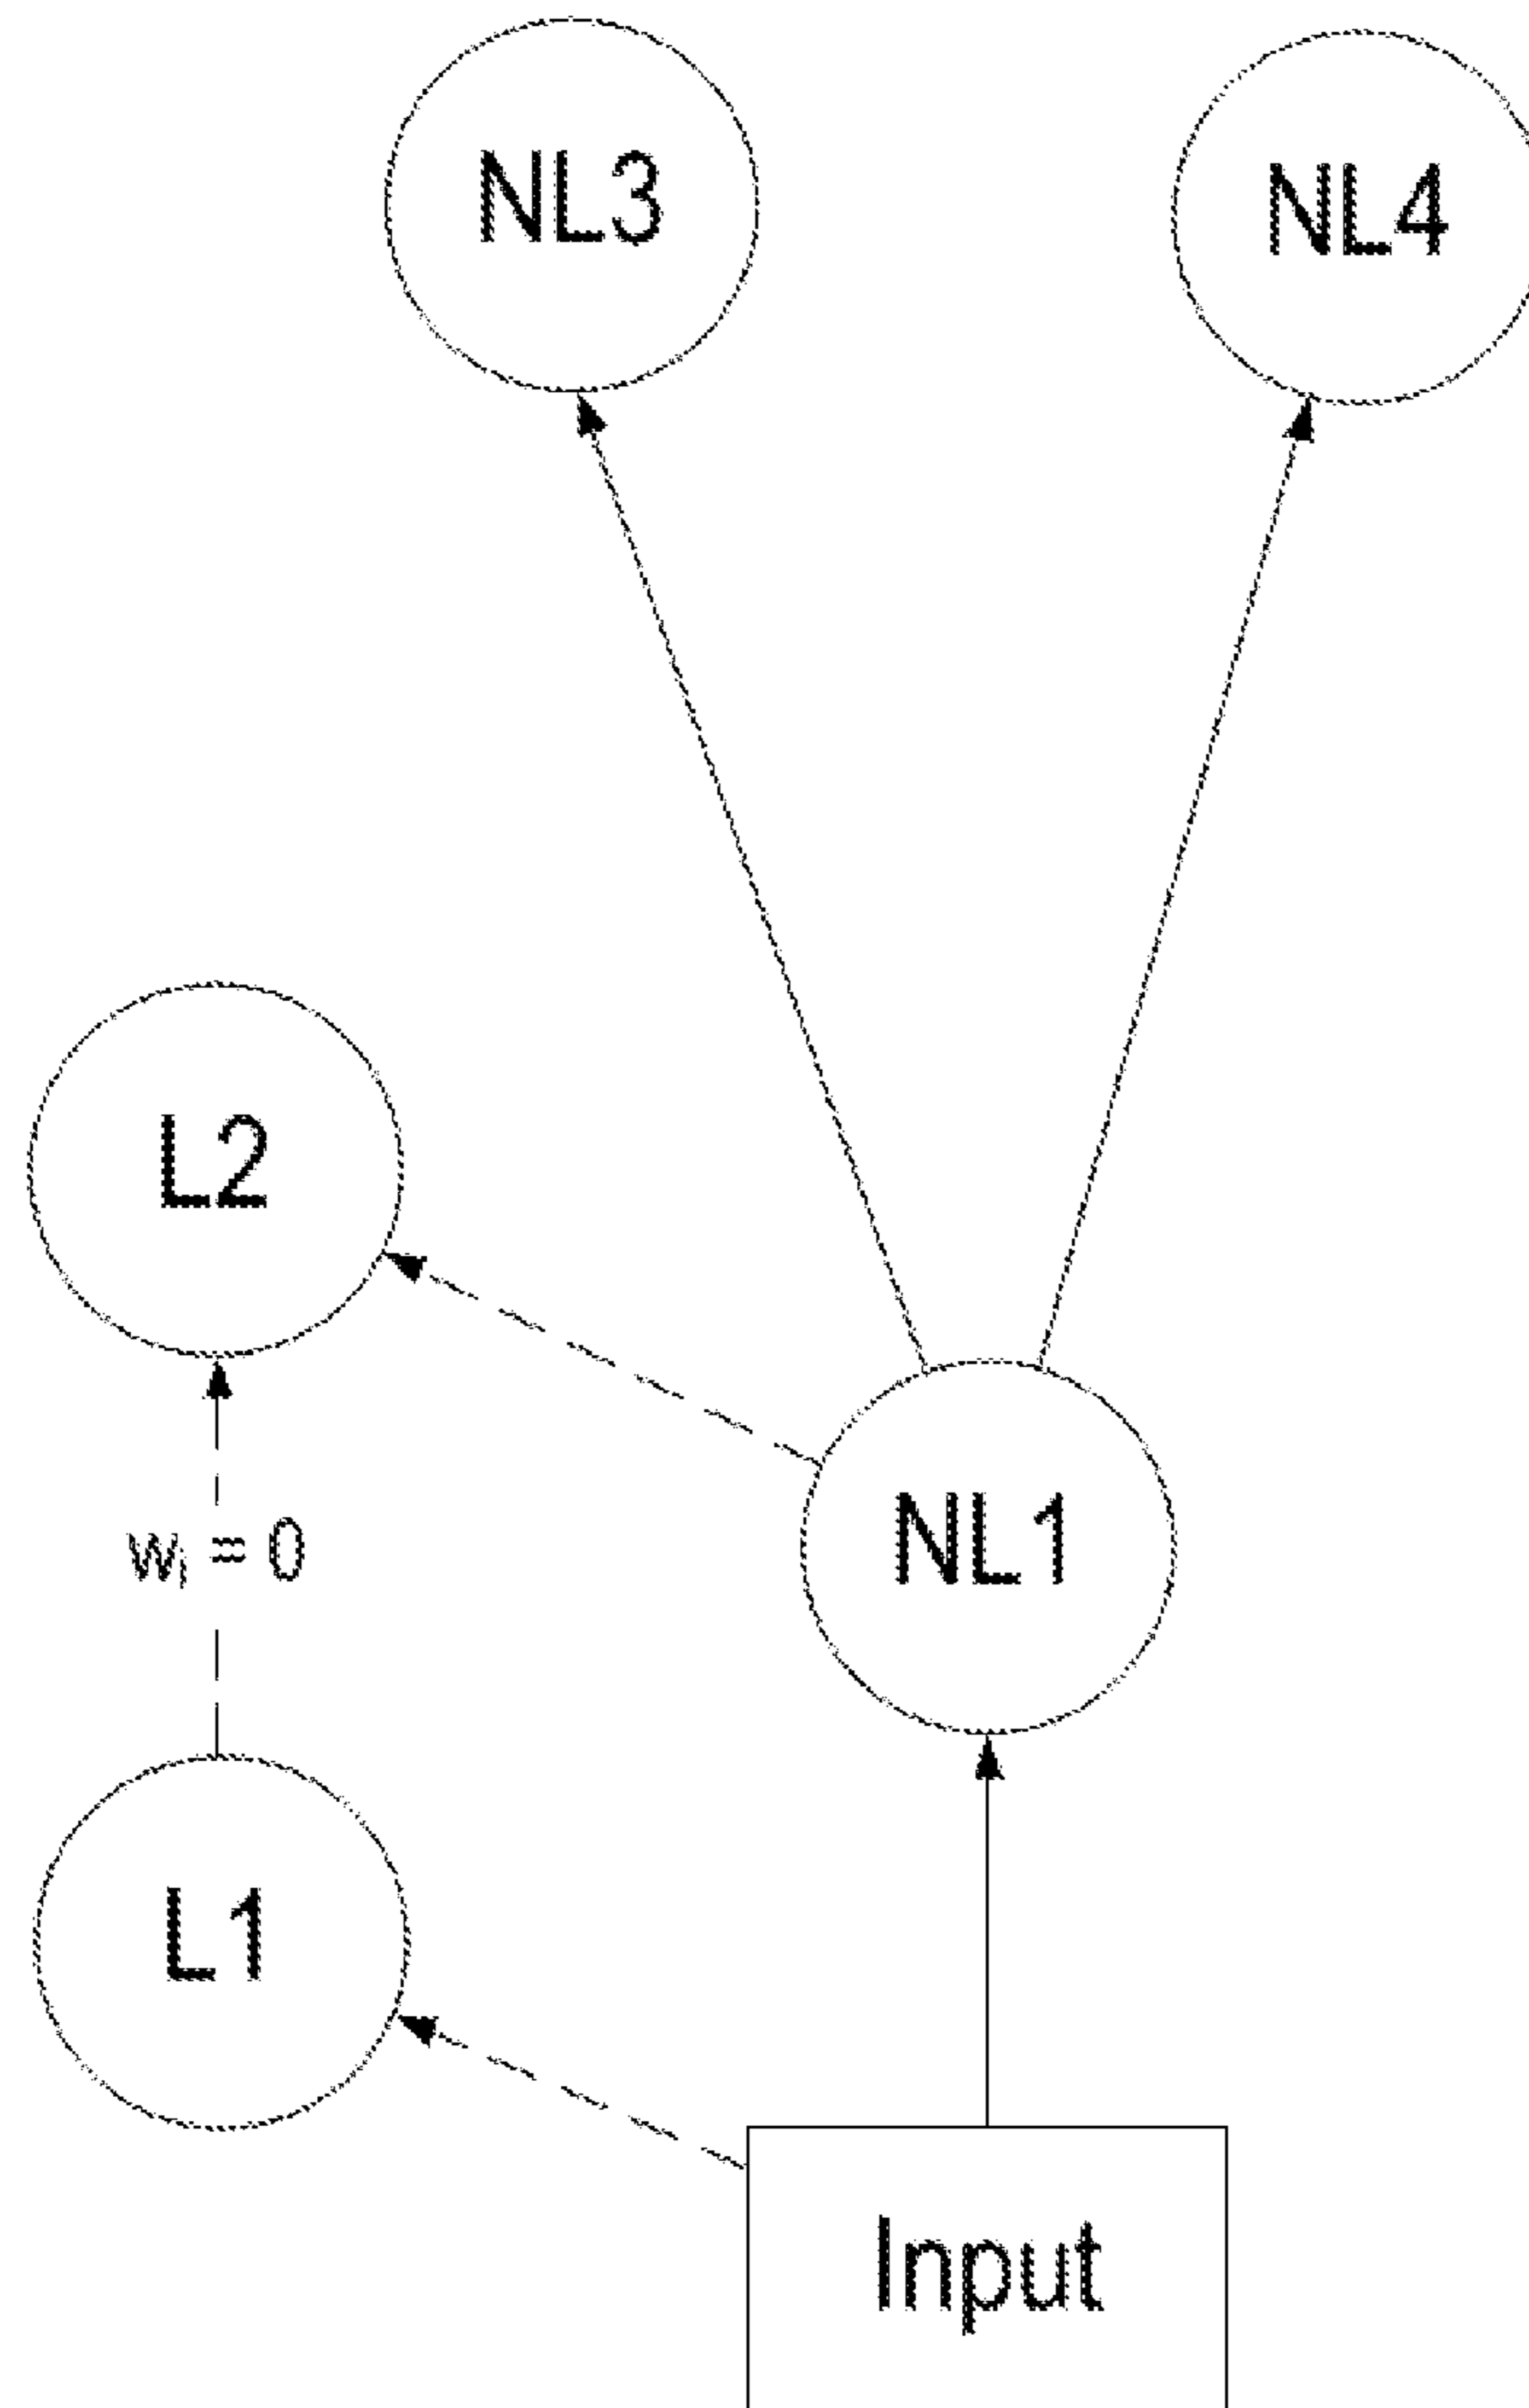 NL3
NL4
L2
NL1
wᵢ = 0
L1
Input